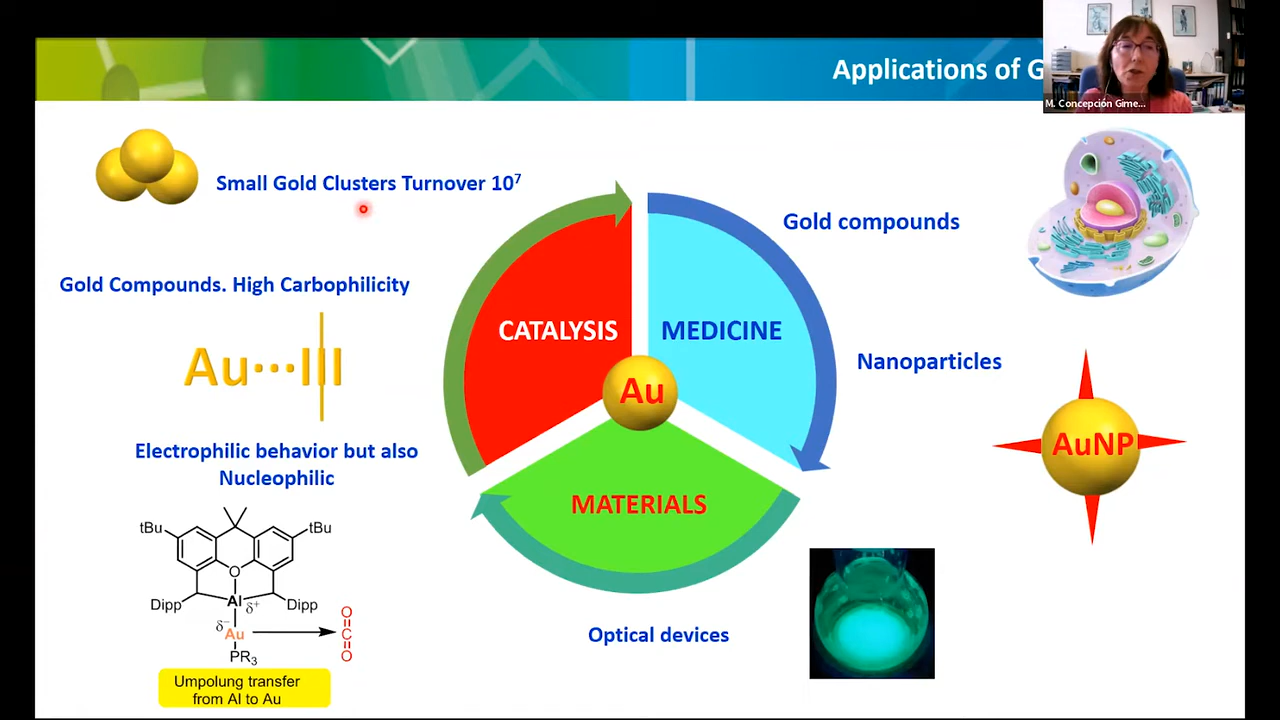 Applications of G
M. Concepción Gime...
Small Gold Clusters Turnover 10⁷
Gold compounds
Gold Compounds. High Carbophilicity
CATALYSIS
MEDICINE
Au···III
Nanoparticles
Au
AuNP
Electrophilic behavior but also
Nucleophilic
MATERIALS
tBu
tBu
O
Dipp
Al
δ⁺
Dipp
δ⁻
Au
O=C=O
PR₃
Optical devices
Umpolung transfer
from Al to Au